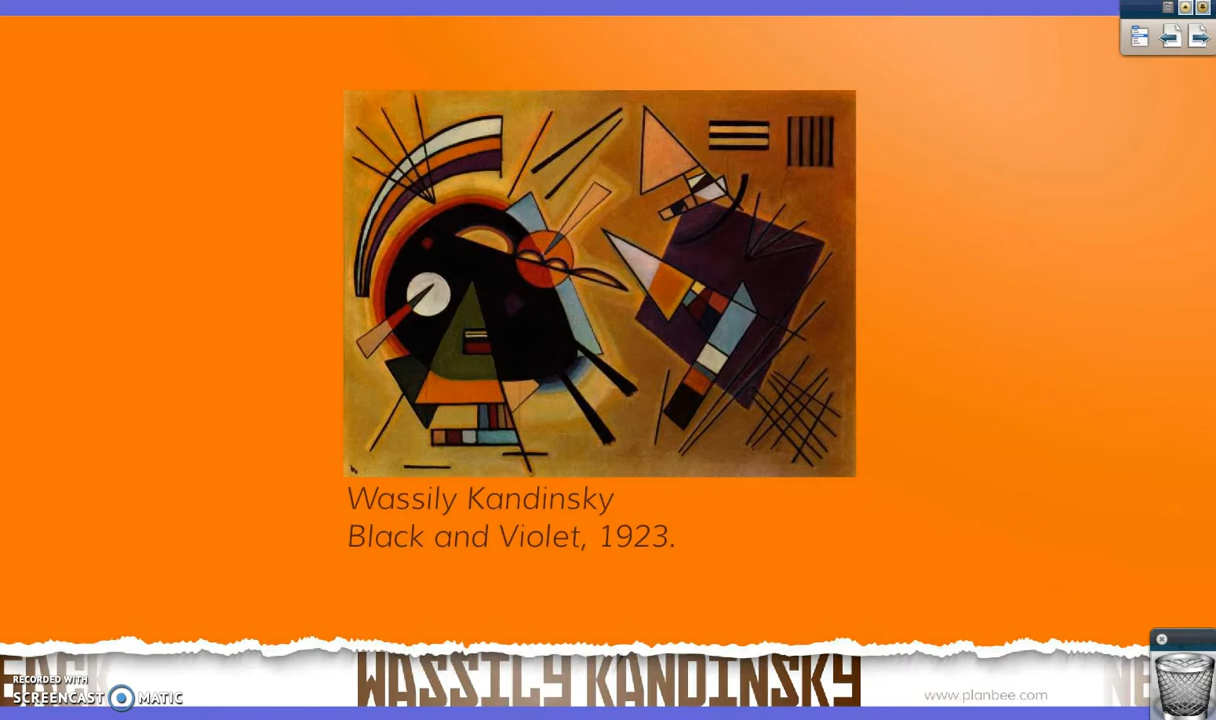 Wassily Kandinsky
Black and Violet, 1923.
WASSILY KANDINSKY
www.planbee.com
RECORDED WITH
SCREENCAST MATIC